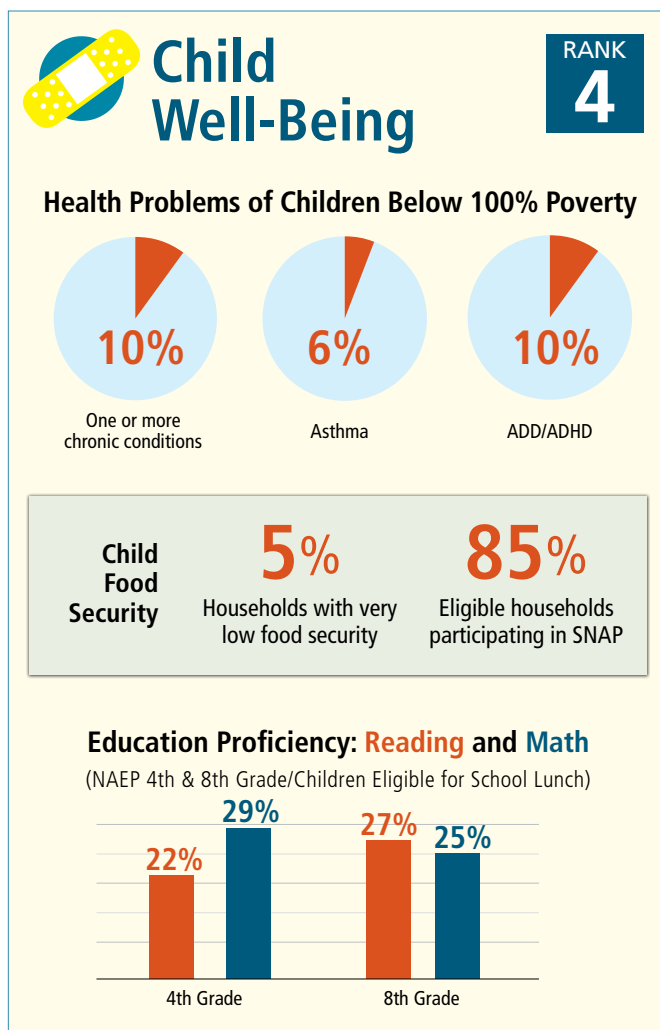 Child
Well-Being
RANK
4
Health Problems of Children Below 100% Poverty
10%
One or more
chronic conditions
6%
Asthma
10%
ADD/ADHD
Child
Food
Security
5%
Households with very
low food security
85%
Eligible households
participating in SNAP
Education Proficiency: Reading and Math
(NAEP 4th & 8th Grade/Children Eligible for School Lunch)
22%
29%
27%
25%
4th Grade
8th Grade